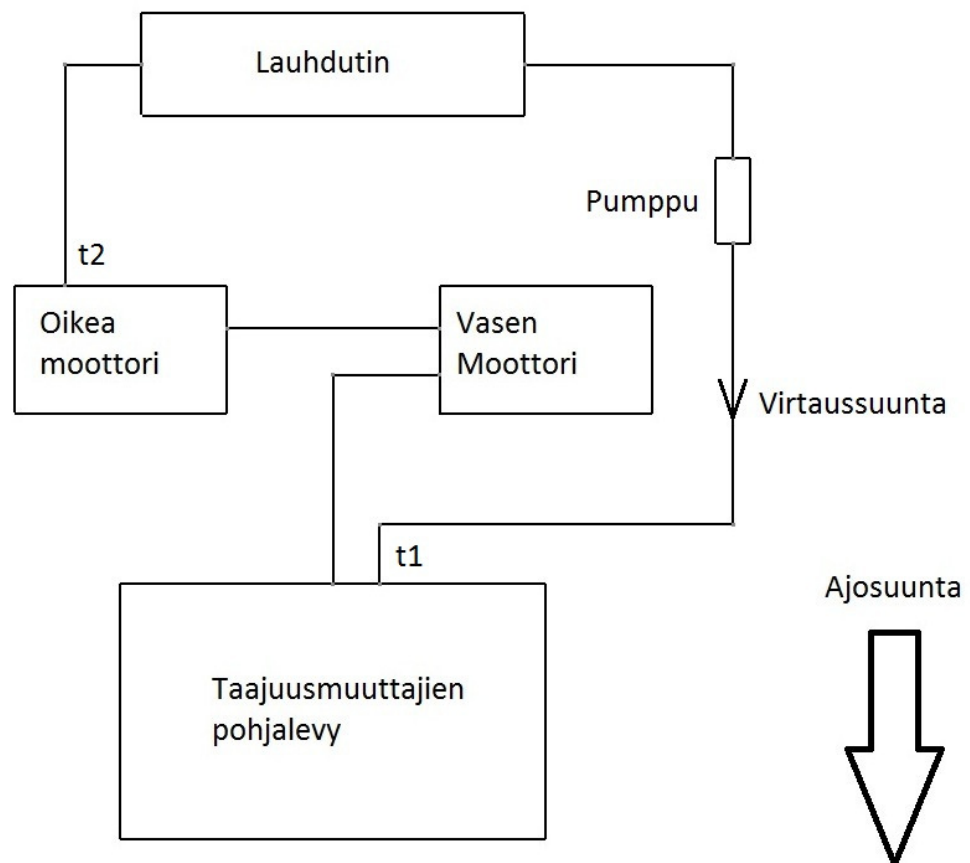 Lauhdutin
Pumppu
t2
Oikea
moottori
Vasen
Moottori
Virtaussuunta
t1
Ajosuunta
Taajuusmuuttajien
pohjalevy